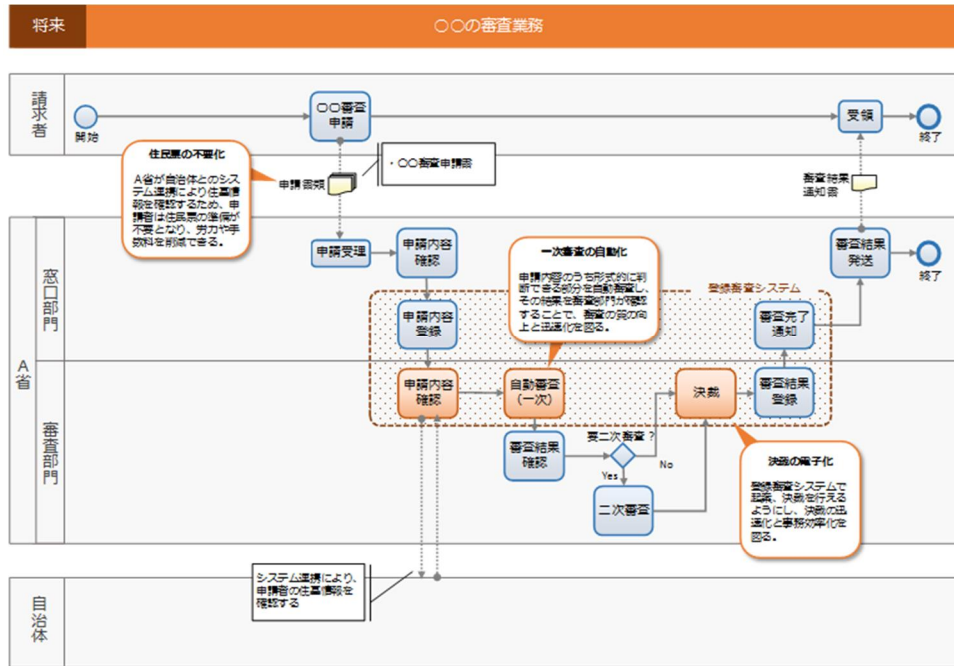 将来
〇〇の審査業務
請求者
開始
〇〇審査
申請
受領
終了
住民票の不要化
A省が自治体とのシ
ステム連携により住基情
報を確認するため、申
請者は住民票の準備が
不要となり、労力や手
数料を削減できる。
申請書類
・〇〇審査申請書
審査結果
通知書
A省
窓口部門
申請受理
申請内容
確認
一次審査の自動化
申請内容のうち形式的に判
断できる部分を自動審査し、
その結果を審査部門が確認
することで、審査の質の向
上と迅速化を図る。
審査結果
発送
終了
登録審査システム
申請内容
登録
審査完了
通知
審査部門
申請内容
確認
自動審査
（一次）
決裁
審査結果
登録
審査結果
確認
要二次審査？
No
Yes
二次審査
決裁の電子化
登録審査システムで
起案、決裁を行える
ようにし、決裁の迅
速化と事務効率化を
図る。
システム連携により、
申請者の住基情報を
確認する
自治体